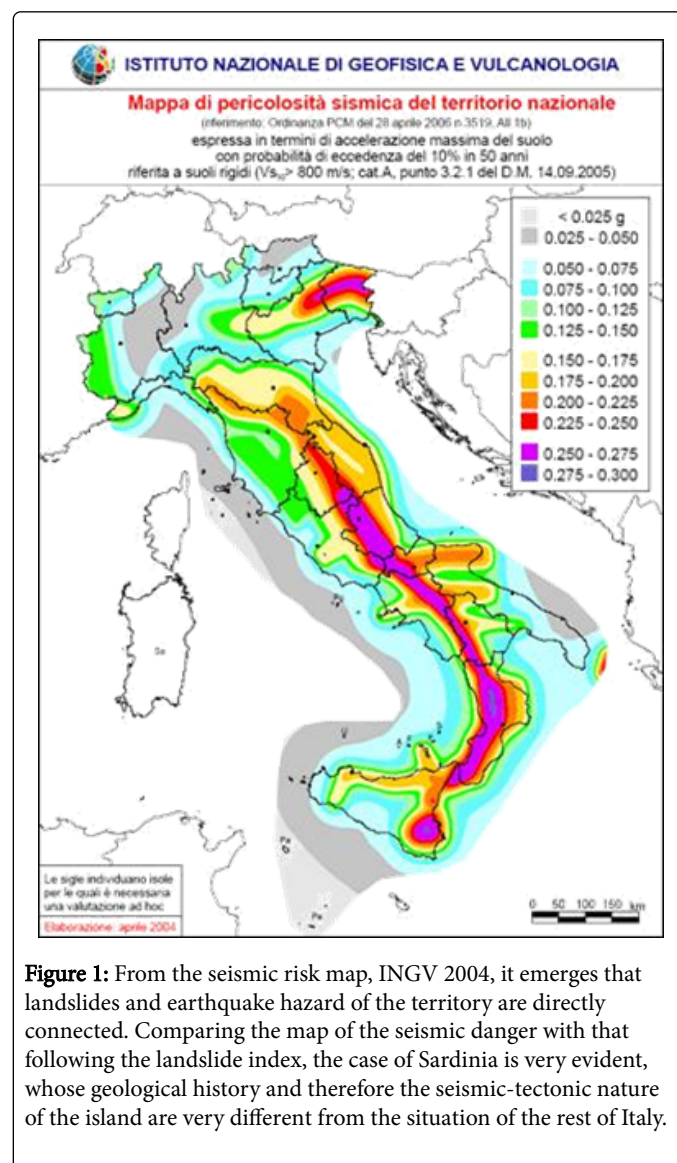 ISTITUTO NAZIONALE DI GEOFISICA E VULCANOLOGIA
Mappa di pericolosità sismica del territorio nazionale
(riferimento: Ordinanza PCM del 28 aprile 2006 n.3519, All 1b)
espressa in termini di accelerazione massima del suolo
con probabilità di eccedenza del 10% in 50 anni
riferita a suoli rigidi (Vs30> 800 m/s; cat.A, punto 3.2.1 del D.M. 14.09.2005)
< 0.025 g
0.025 - 0.050
0.050 - 0.075
0.075 - 0.100
0.100 - 0.125
0.125 - 0.150
0.150 - 0.175
0.175 - 0.200
0.200 - 0.225
0.225 - 0.250
0.250 - 0.275
0.275 - 0.300
Sa
U
Pa
Le sigle individuano isole
per le quali è necessaria
una valutazione ad hoc
Elaborazione: aprile 2004
0 50 100 150 km
Figure 1: From the seismic risk map, INGV 2004, it emerges that
landslides and earthquake hazard of the territory are directly
connected. Comparing the map of the seismic danger with that
following the landslide index, the case of Sardinia is very evident,
whose geological history and therefore the seismic-tectonic nature
of the island are very different from the situation of the rest of Italy.